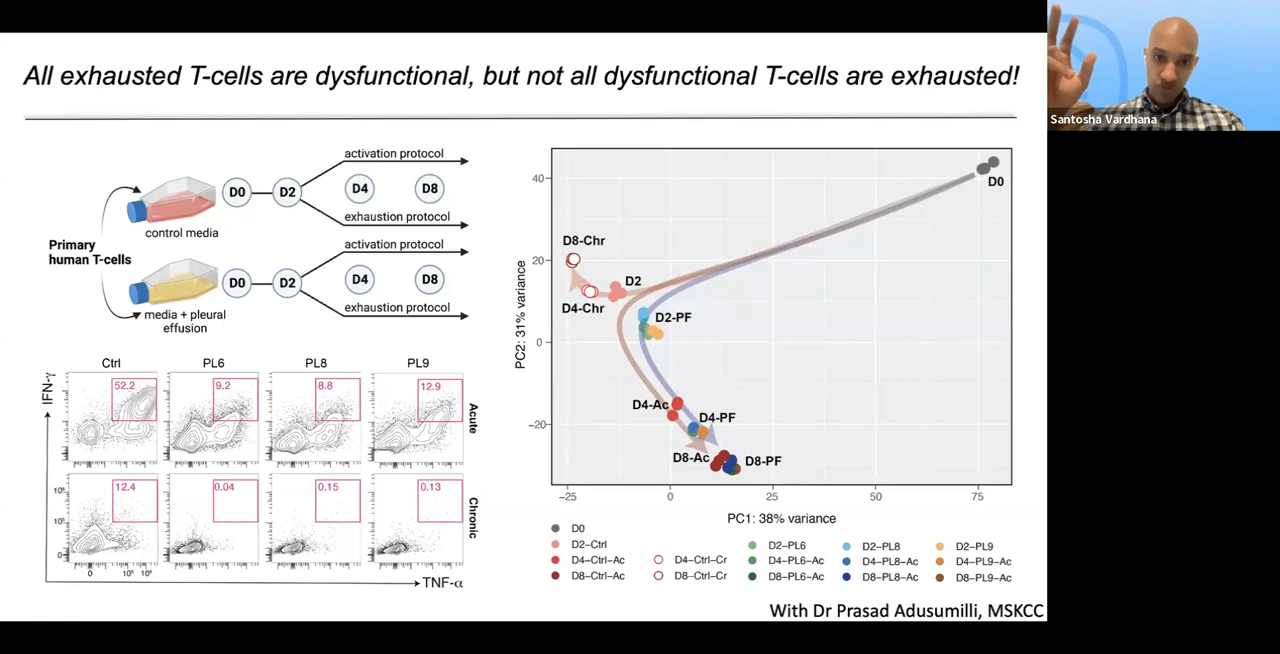 All exhausted T-cells are dysfunctional, but not all dysfunctional T-cells are exhausted!
Santosha Vardhana
Primary
human T-cells
control media
D0
D2
activation protocol
D4
D8
exhaustion protocol
media + pleural
effusion
D0
D2
activation protocol
D4
D8
exhaustion protocol
Ctrl
PL6
PL8
PL9
IFN-γ
52.2
9.2
8.8
12.9
Acute
12.4
0.04
0.15
0.13
Chronic
0
0
TNF-α
PC2: 31% variance
40
20
0
−20
D0
D8-Chr
D2
D4-Chr
D2-PF
D4-Ac
D4-PF
D8-Ac
D8-PF
−25
0
25
50
75
PC1: 38% variance
D0
D2−Ctrl
D2−PL6
D2−PL8
D2−PL9
D4−Ctrl−Ac
D4−Ctrl−Cr
D4−PL6−Ac
D4−PL8−Ac
D4−PL9−Ac
D8−Ctrl−Ac
D8−Ctrl−Cr
D8−PL6−Ac
D8−PL8−Ac
D8−PL9−Ac
With Dr Prasad Adusumilli, MSKCC